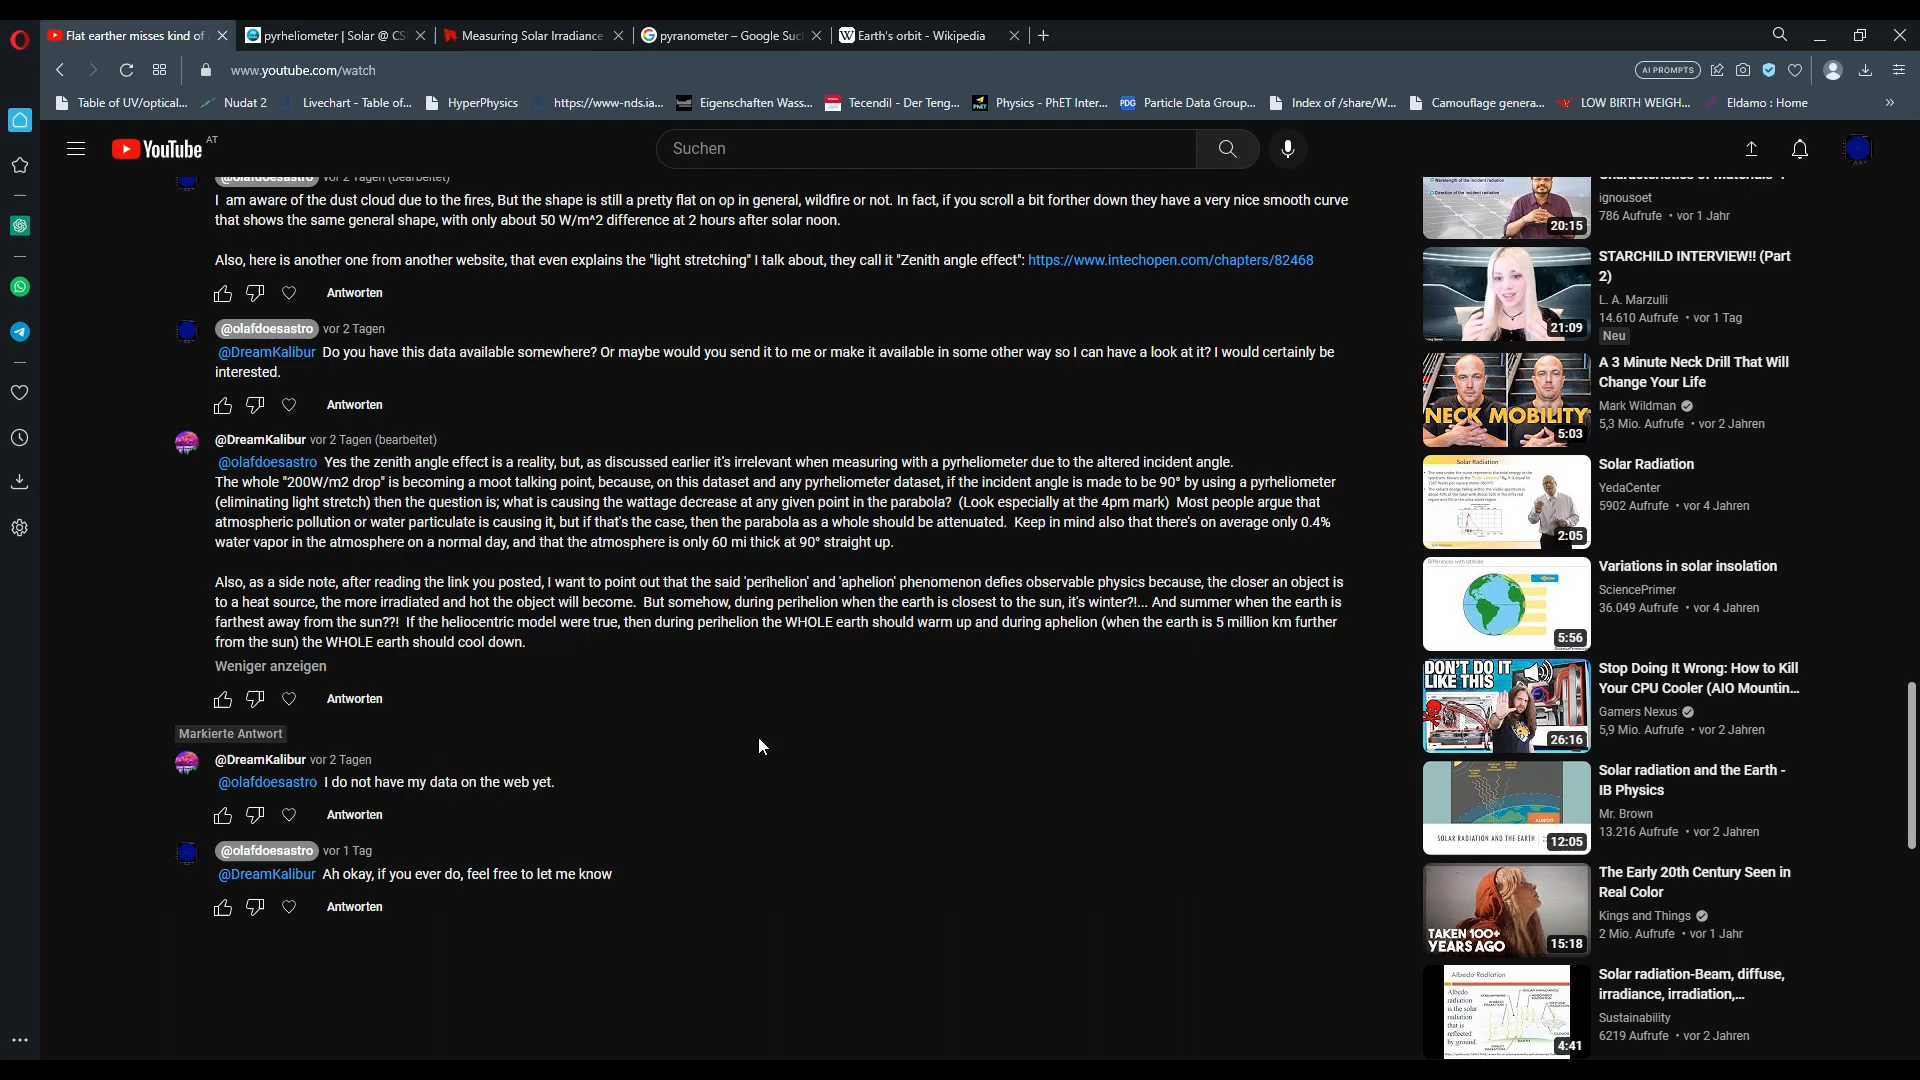 Flat earther misses kind of
pyrheliometer | Solar @ CS
Measuring Solar Irradiance
pyranometer – Google Suc
Earth's orbit - Wikipedia
www.youtube.com/watch
AI PROMPTS
Table of UV/optical...
Nudat 2
Livechart - Table of...
HyperPhysics
https://www-nds.ia...
Eigenschaften Wass...
Tecendil - Der Teng...
Physics - PhET Inter...
Particle Data Group...
Index of /share/W...
Camouflage genera...
LOW BIRTH WEIGH...
Eldamo : Home
YouTube AT
Suchen
@olafdoesastro vor 2 Tagen (bearbeitet)
I am aware of the dust cloud due to the fires, But the shape is still a pretty flat on op in general, wildfire or not. In fact, if you scroll a bit forther down they have a very nice smooth curve
that shows the same general shape, with only about 50 W/m^2 difference at 2 hours after solar noon.
Also, here is another one from another website, that even explains the "light stretching" I talk about, they call it "Zenith angle effect": https://www.intechopen.com/chapters/82468
Antworten
@olafdoesastro vor 2 Tagen
@DreamKalibur Do you have this data available somewhere? Or maybe would you send it to me or make it available in some other way so I can have a look at it? I would certainly be
interested.
Antworten
@DreamKalibur vor 2 Tagen (bearbeitet)
@olafdoesastro Yes the zenith angle effect is a reality, but, as discussed earlier it's irrelevant when measuring with a pyrheliometer due to the altered incident angle.
The whole "200W/m2 drop" is becoming a moot talking point, because, on this dataset and any pyrheliometer dataset, if the incident angle is made to be 90° by using a pyrheliometer
(eliminating light stretch) then the question is; what is causing the wattage decrease at any given point in the parabola? (Look especially at the 4pm mark) Most people argue that
atmospheric pollution or water particulate is causing it, but if that's the case, then the parabola as a whole should be attenuated. Keep in mind also that there's on average only 0.4%
water vapor in the atmosphere on a normal day, and that the atmosphere is only 60 mi thick at 90° straight up.
Also, as a side note, after reading the link you posted, I want to point out that the said 'perihelion' and 'aphelion' phenomenon defies observable physics because, the closer an object is
to a heat source, the more irradiated and hot the object will become. But somehow, during perihelion when the earth is closest to the sun, it's winter?!... And summer when the earth is
farthest away from the sun??! If the heliocentric model were true, then during perihelion the WHOLE earth should warm up and during aphelion (when the earth is 5 million km further
from the sun) the WHOLE earth should cool down.
Weniger anzeigen
Antworten
Markierte Antwort
@DreamKalibur vor 2 Tagen
@olafdoesastro I do not have my data on the web yet.
Antworten
@olafdoesastro vor 1 Tag
@DreamKalibur Ah okay, if you ever do, feel free to let me know
Antworten
ignousoet
786 Aufrufe • vor 1 Jahr
20:15
STARCHILD INTERVIEW!! (Part
2)
L. A. Marzulli
14.610 Aufrufe • vor 1 Tag
Neu
21:09
A 3 Minute Neck Drill That Will
Change Your Life
Mark Wildman
5,3 Mio. Aufrufe • vor 2 Jahren
NECK MOBILITY
5:03
Solar Radiation
YedaCenter
5902 Aufrufe • vor 4 Jahren
Solar Radiation
2:05
Variations in solar insolation
SciencePrimer
36.049 Aufrufe • vor 4 Jahren
5:56
Stop Doing It Wrong: How to Kill
Your CPU Cooler (AIO Mountin...
Gamers Nexus
5,9 Mio. Aufrufe • vor 2 Jahren
DON'T DO IT
LIKE THIS
26:16
Solar radiation and the Earth -
IB Physics
Mr. Brown
13.216 Aufrufe • vor 2 Jahren
SOLAR RADIATION AND THE EARTH
12:05
The Early 20th Century Seen in
Real Color
Kings and Things
2 Mio. Aufrufe • vor 1 Jahr
TAKEN 100+
YEARS AGO
15:18
Solar radiation-Beam, diffuse,
irradiance, irradiation,...
Sustainability
6219 Aufrufe • vor 2 Jahren
Albedo Radiation
Albedo
radiation
is the solar
radiation
that is
reflected
by ground.
4:41